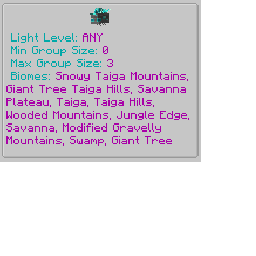 Light Level: ANY
Min Group Size: 0
Max Group Size: 3
Biomes: Snowy Taiga Mountains,
Giant Tree Taiga Hills, Savanna
Plateau, Taiga, Taiga Hills,
Wooded Mountains, Jungle Edge,
Savanna, Modified Gravelly
Mountains, Swamp, Giant Tree